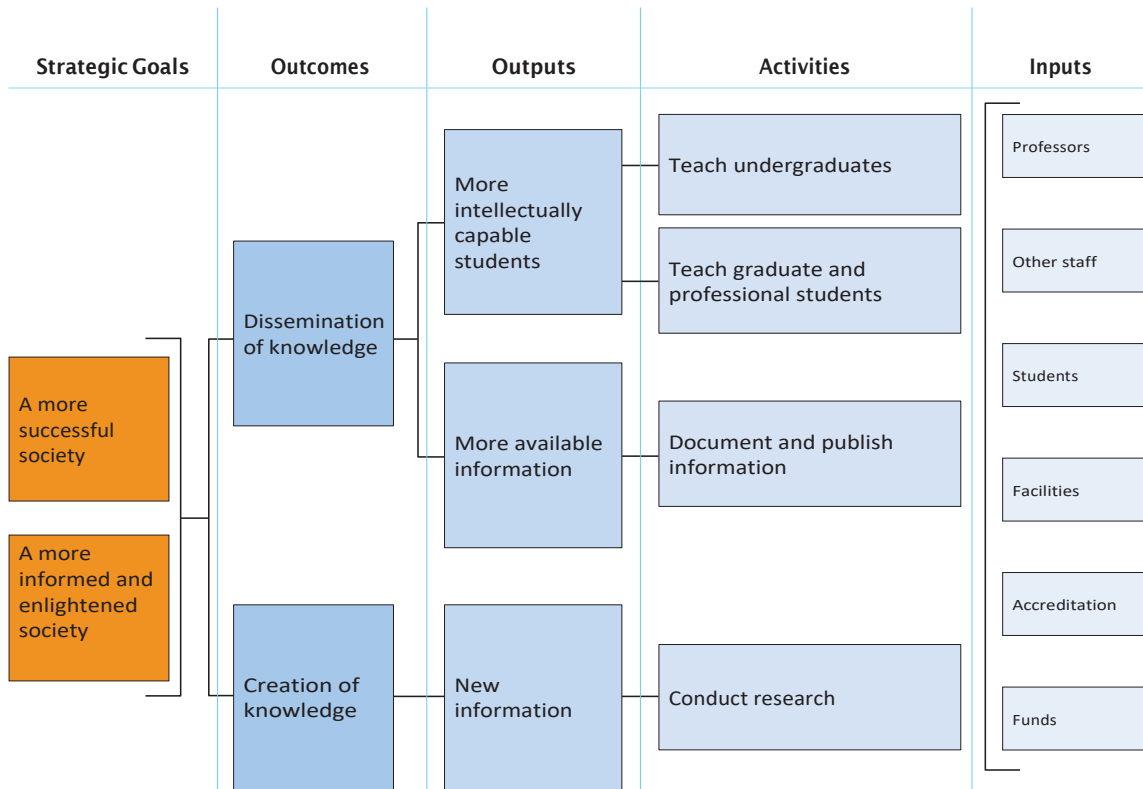 Strategic Goals
Outcomes
Outputs
Activities
Inputs
A more
successful
society
A more
informed and
enlightened
society
Dissemination
of knowledge
Creation of
knowledge
More
intellectually
capable
students
More available
information
New
information
Teach undergraduates
Teach graduate and
professional students
Document and publish
information
Conduct research
Professors
Other staff
Students
Facilities
Accreditation
Funds